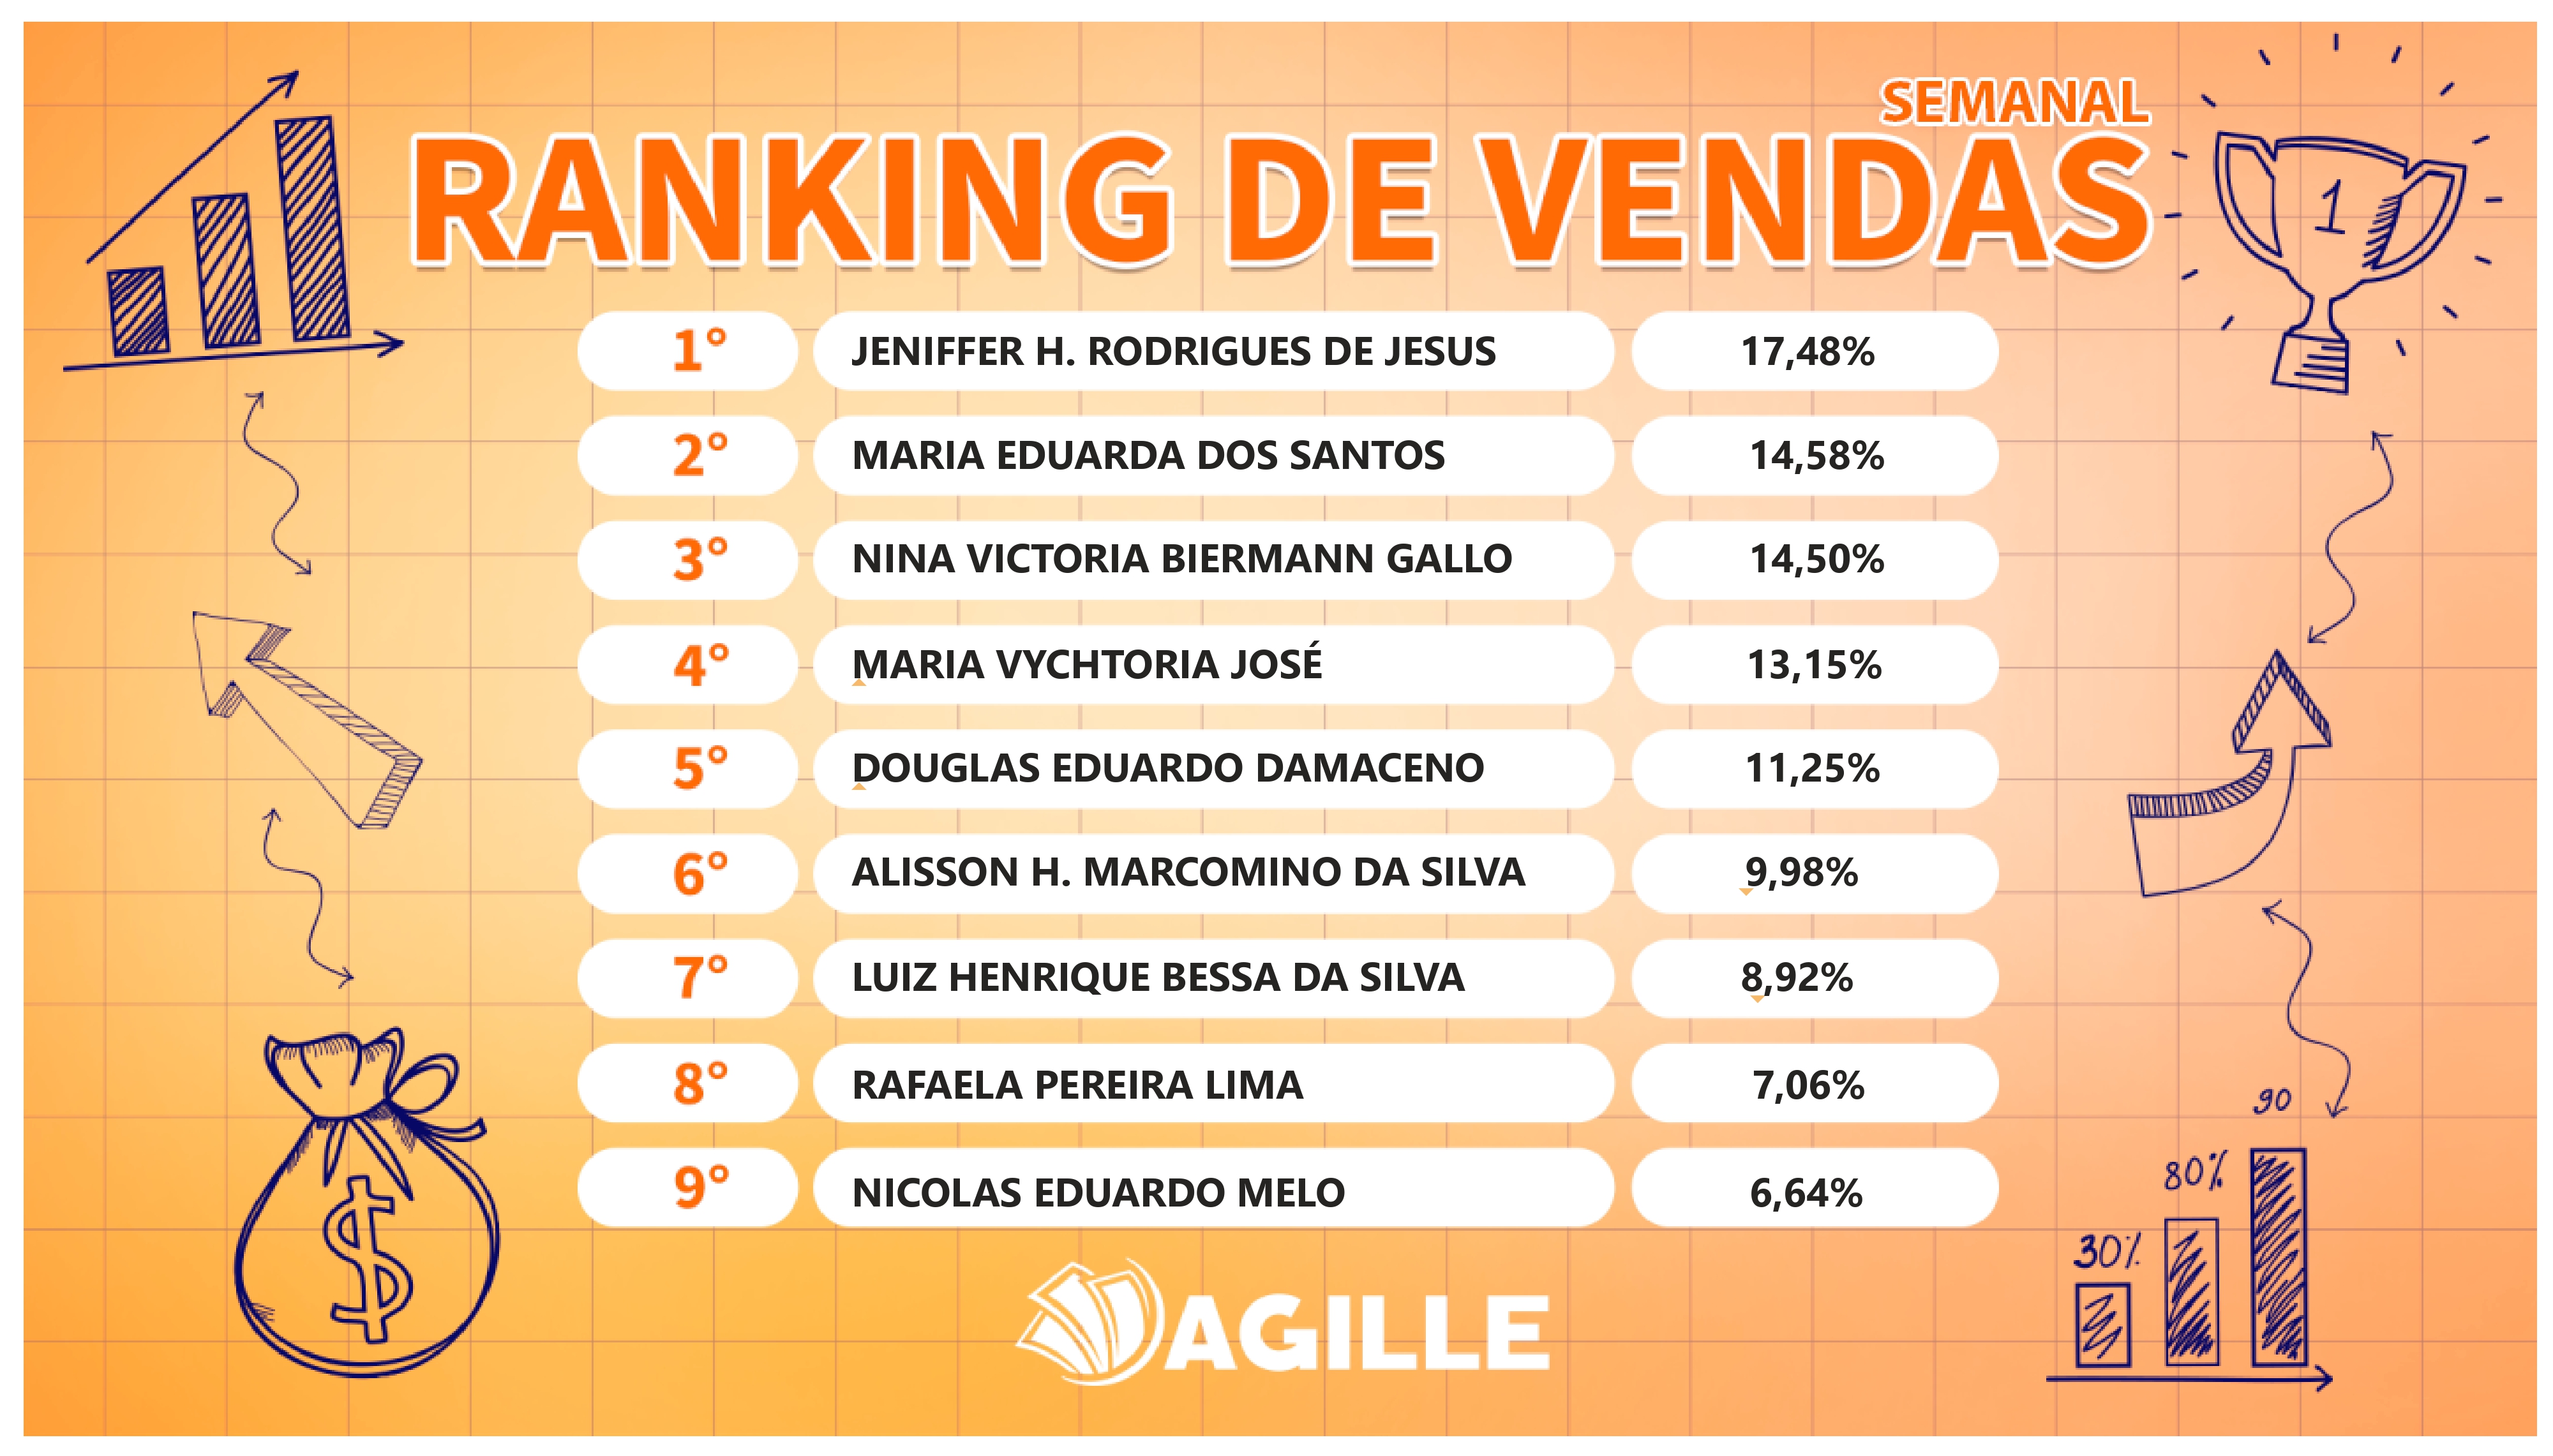 SEMANAL
RANKING DE VENDAS
1
1° JENIFFER H. RODRIGUES DE JESUS 17,48%
2° MARIA EDUARDA DOS SANTOS 14,58%
3° NINA VICTORIA BIERMANN GALLO 14,50%
4° MARIA VYCHTORIA JOSÉ 13,15%
5° DOUGLAS EDUARDO DAMACENO 11,25%
6° ALISSON H. MARCOMINO DA SILVA 9,98%
7° LUIZ HENRIQUE BESSA DA SILVA 8,92%
8° RAFAELA PEREIRA LIMA 7,06%
9° NICOLAS EDUARDO MELO 6,64%
90
80%
30%
$
AGILLE